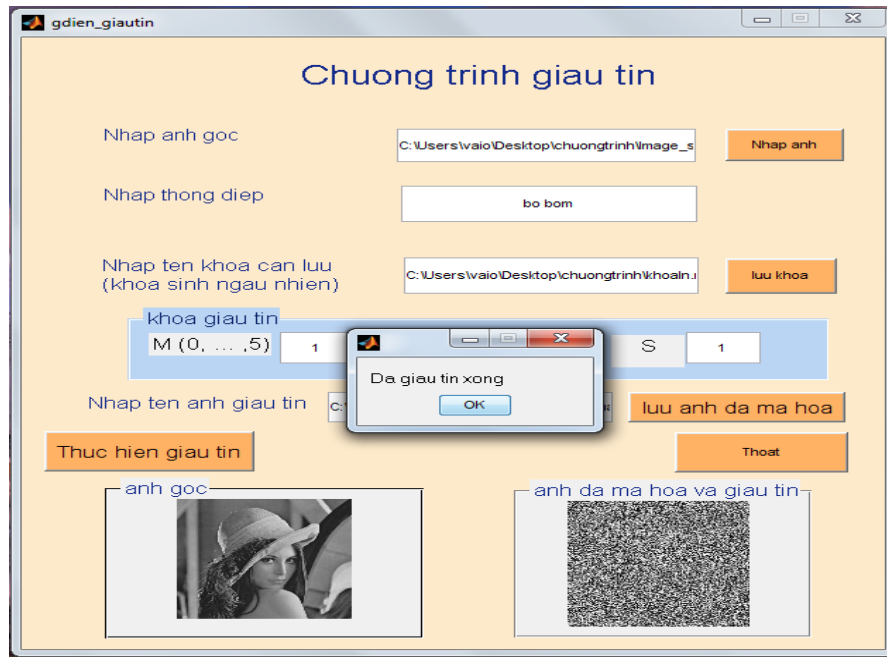 gdien_giautin
Chuong trinh giau tin
Nhap anh goc
C:\Users\vaio\Desktop\chuongtrinh\Image_s
Nhap anh
Nhap thong diep
bo bom
Nhap ten khoa can luu
(khoa sinh ngau nhien)
C:\Users\vaio\Desktop\chuongtrinh\khoaIn.
luu khoa
khoa giau tin
M (0, ... ,5)
1
S
1
Da giau tin xong
OK
Nhap ten anh giau tin
luu anh da ma hoa
Thuc hien giau tin
Thoat
anh goc
anh da ma hoa va giau tin